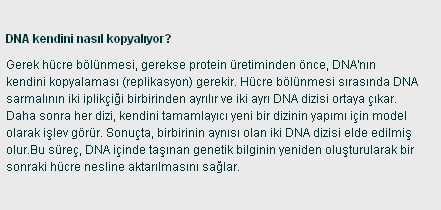 DNA kendini nasıl kopyalıyor?
Gerek hücre bölünmesi, gerekse protein üretiminden önce, DNA'nın
kendini kopyalaması (replikasyon) gerekir. Hücre bölünmesi sırasında DNA
sarmalının iki iplikçiği birbirinden ayrılır ve iki ayrı DNA dizisi ortaya çıkar.
Daha sonra her dizi, kendini tamamlayıcı yeni bir dizinin yapımı için model
olarak işlev görür. Sonuçta, birbirinin aynısı olan iki DNA dizisi elde edilmiş
olur.Bu süreç, DNA içinde taşınan genetik bilginin yeniden oluşturularak bir
sonraki hücre nesline aktarılmasını sağlar.